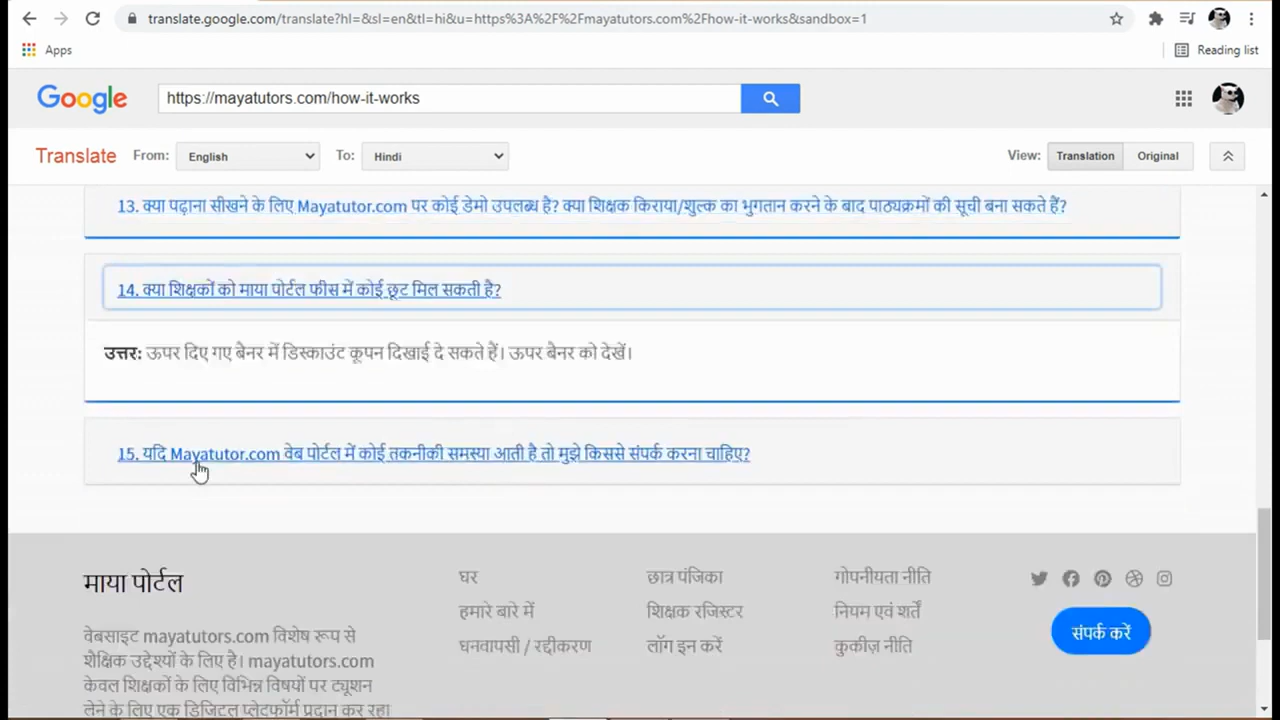 translate.google.com/translate?hl=&sl=en&tl=hi&u=https%3A%2F%2Fmayatutors.com%2Fhow-it-works&sandbox=1
Apps
Reading list
Google
https://mayatutors.com/how-it-works
Translate From: English To: Hindi View: Translation Original
13. क्या पढ़ाना सीखने के लिए Mayatutor.com पर कोई डेमो उपलब्ध है? क्या शिक्षक किराया/शुल्क का भुगतान करने के बाद पाठ्यक्रमों की सूची बना सकते हैं?
14. क्या शिक्षकों को माया पोर्टल फीस में कोई छूट मिल सकती है?
उत्तर: ऊपर दिए गए बैनर में डिस्काउंट कूपन दिखाई दे सकते हैं। ऊपर बैनर को देखें।
15. यदि Mayatutor.com वेब पोर्टल में कोई तकनीकी समस्या आती है तो मुझे किससे संपर्क करना चाहिए?
माया पोर्टल
वेबसाइट mayatutors.com विशेष रूप से
शैक्षिक उद्देश्यों के लिए है। mayatutors.com
केवल शिक्षकों के लिए विभिन्न विषयों पर ट्यूशन
लेने के लिए एक डिजिटल प्लेटफॉर्म प्रदान कर रहा
घर
हमारे बारे में
धनवापसी / रद्दीकरण
छात्र पंजिका
शिक्षक रजिस्टर
लॉग इन करें
गोपनीयता नीति
नियम एवं शर्तें
कुकीज़ नीति
संपर्क करें